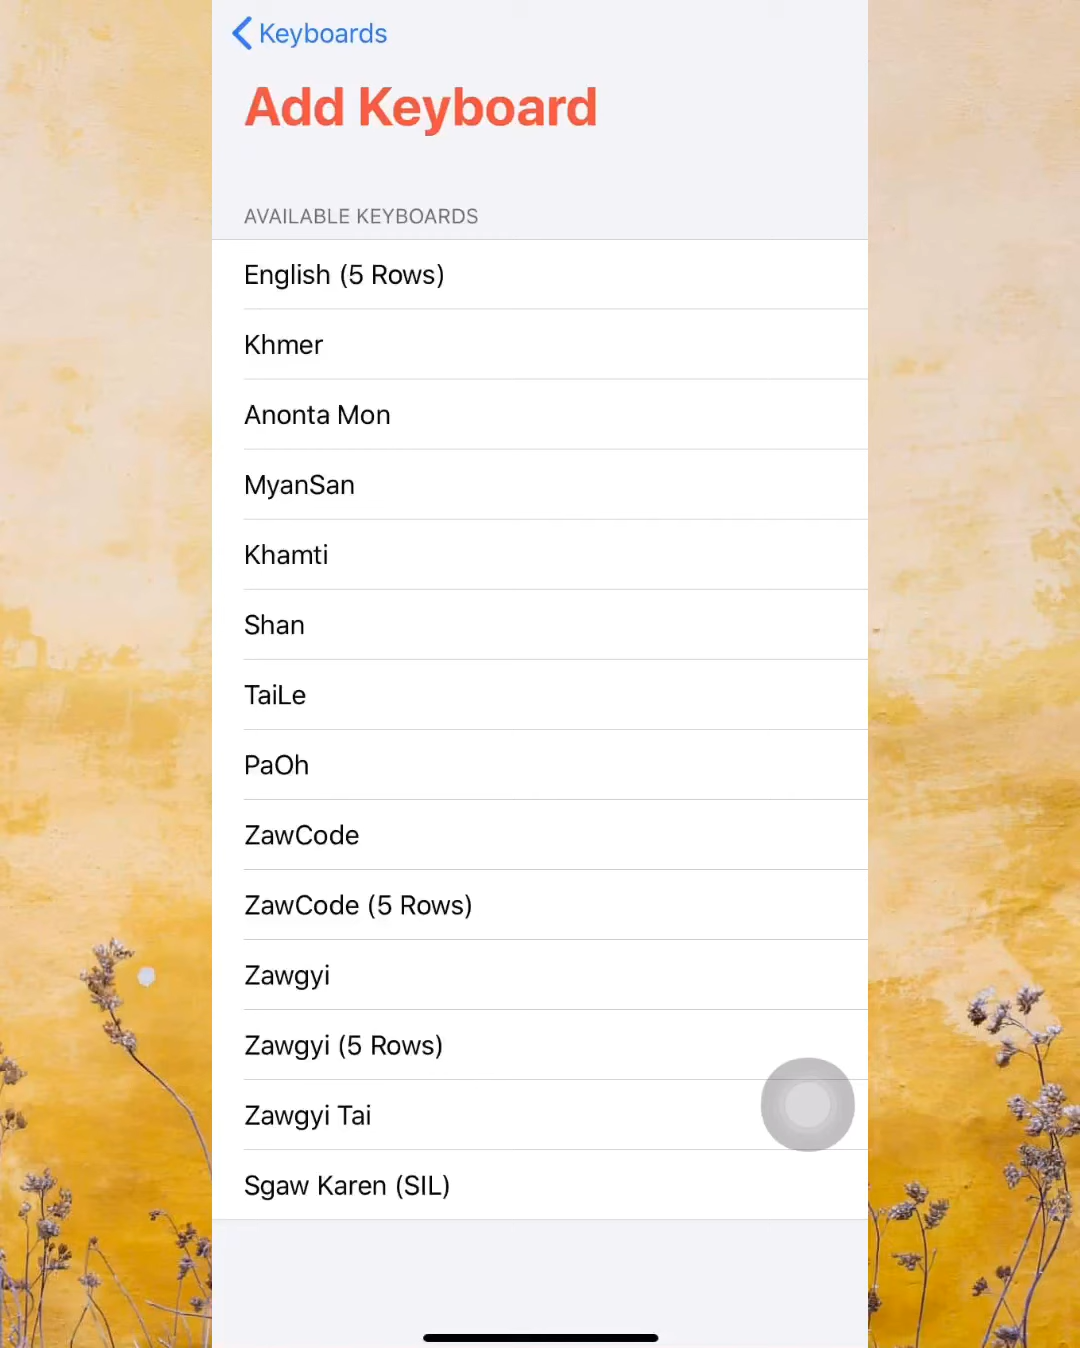 Keyboards
Add Keyboard
AVAILABLE KEYBOARDS
English (5 Rows)
Khmer
Anonta Mon
MyanSan
Khamti
Shan
TaiLe
PaOh
ZawCode
ZawCode (5 Rows)
Zawgyi
Zawgyi (5 Rows)
Zawgyi Tai
Sgaw Karen (SIL)